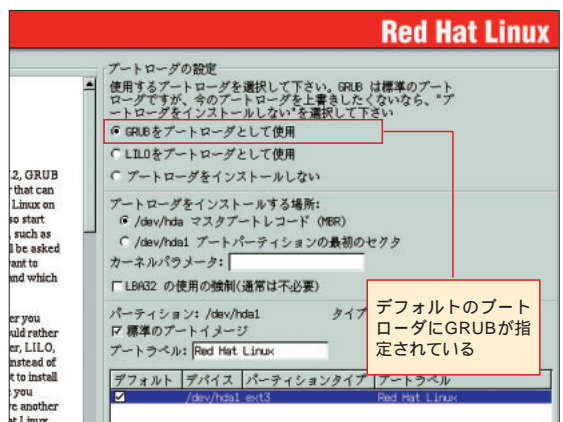 Red Hat Linux
ブートローダの設定
使用するブートローダを選択して下さい。GRUB は標準のブート
ローダですが、今のブートローダを上書きしたくないなら、"ブ
ートローダをインストールしない"を選択して下さい
GRUBをブートローダとして使用
LILOをブートローダとして使用
ブートローダをインストールしない
ブートローダをインストールする場所:
/dev/hda マスタブートレコード (MBR)
/dev/hda1 ブートパーティションの最初のセクタ
カーネルパラメータ:
LBA32 の使用の強制(通常は不必要)
パーティション: /dev/hda1 タイプ
標準のブートイメージ
ブートラベル: Red Hat Linux
デフォルト デバイス パーティションタイプ ブートラベル
/dev/hda1 ext3 Red Hat Linux
デフォルトのブート
ローダにGRUBが指
定されている
.2, GRUB
that can
Linux on
so start
, such as
l be asked
ant to
and which
er you
uld rather
er, LILO,
instead of
t to install
you
re another
at Linux